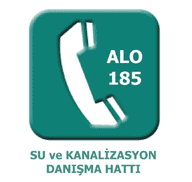 ALO
185
SU ve KANALİZASYON
DANIŞMA HATTI